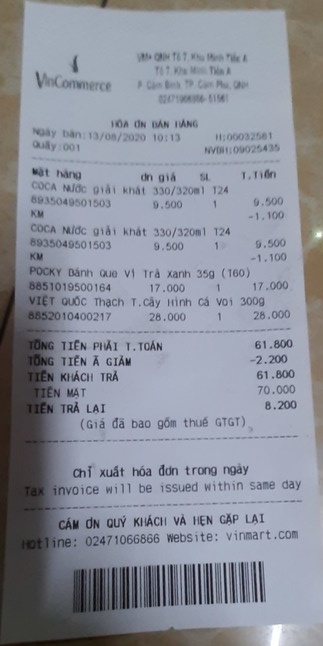 VinCommerce
VM+ QNH Tổ 7, Khu Minh Tiến A
Tổ 7, Khu Minh Tiến A
P. Cẩm Bình TP. Cẩm Phả, QNH
02471066866-51561
HÓA ĐƠN BÁN HÀNG
Ngày bán:13/08/2020 10:13 H:00032581
Quầy:001 NVBH:09025435
Mặt hàng Đn giá SL T.Tiền
COCA Nước giải khát 330/320ml T24
8935049501503 9.500 1 9.500
KM -1.100
COCA Nước giải khát 330/320ml T24
8935049501503 9.500 1 9.500
KM -1.100
POCKY Bánh Que Vị Trà Xanh 35g (T60)
8851019500164 17.000 1 17.000
VIỆT QUỐC Thạch T.Cây Hình Cá Voi 300g
8852010400217 28.000 1 28.000
TỔNG TIỀN PHẢI T.TOÁN 61.800
TỔNG TIỀN Ã GIẢM -2.200
TIỀN KHÁCH TRẢ 61.800
TIỀN MẶT 70.000
TIỀN TRẢ LẠI 8.200
(Giá đã bao gồm thuế GTGT)
Chỉ xuất hóa đơn trong ngày
Tax invoice will be issued within same day
CẢM ƠN QUÝ KHÁCH VÀ HẸN GẶP LẠI
Hotline: 02471066866 Website: vinmart.com